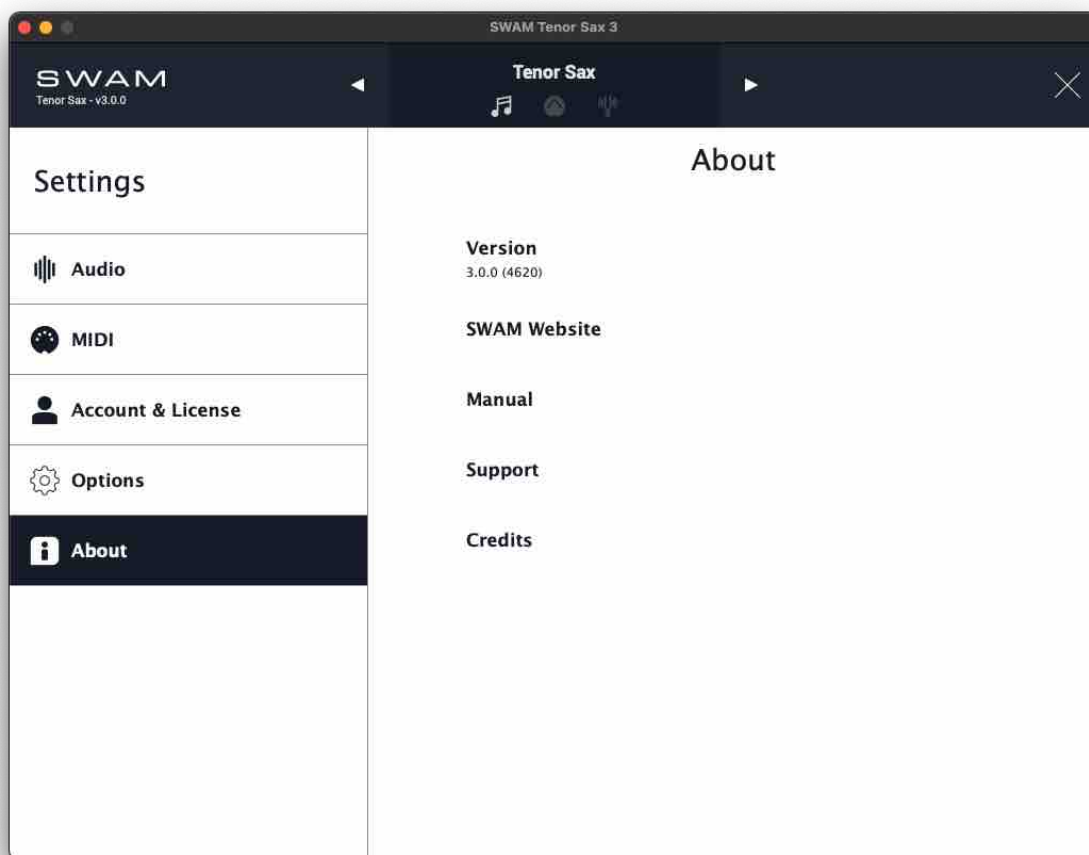 SWAM Tenor Sax 3
SWAM
Tenor Sax - v3.0.0
Tenor Sax
Settings
Audio
MIDI
Account & License
Options
About
About
Version
3.0.0 (4620)
SWAM Website
Manual
Support
Credits